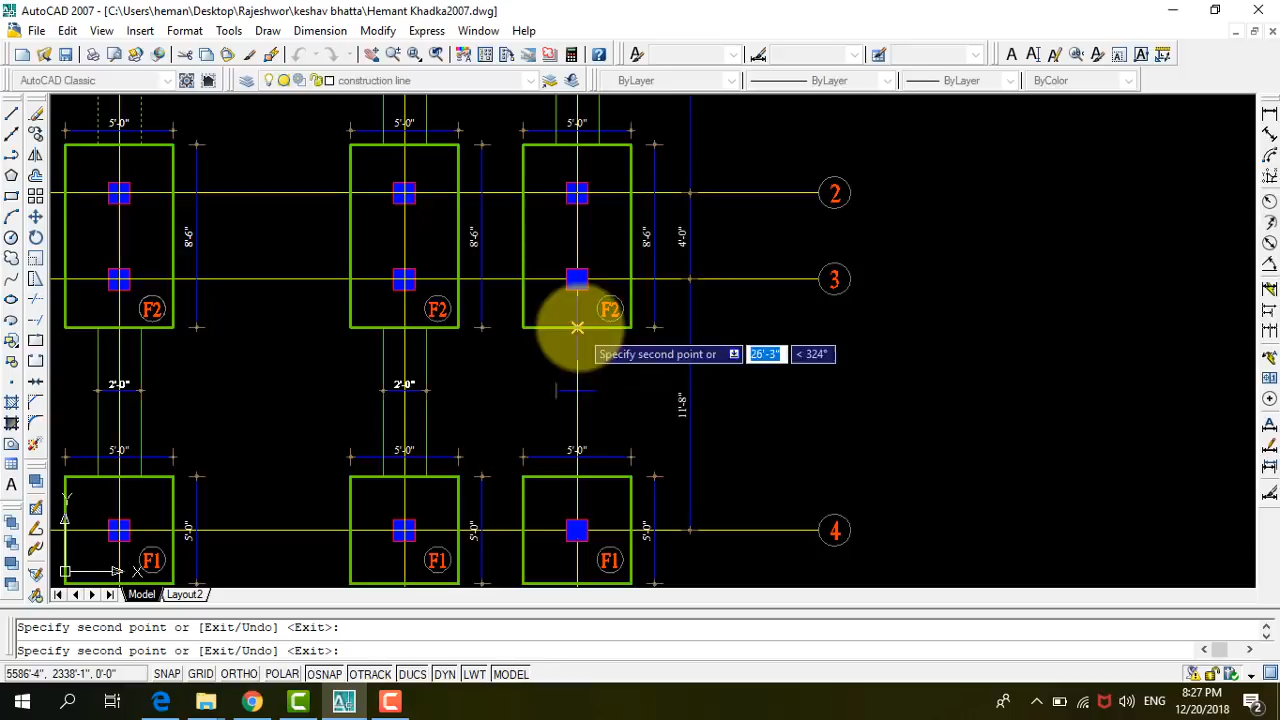 AutoCAD 2007 - [C:\Users\heman\Desktop\Rajeshwor\keshav bhatta\Hemant Khadka2007.dwg]
File Edit View Insert Format Tools Draw Dimension Modify Express Window Help
AutoCAD Classic construction line ByLayer ByLayer ByLayer ByColor
5'-0" 5'-0" 5'-0"
2
8'-6" 8'-6" 8'-6" 4'-0"
3
F2 F2 F2
Specify second point or 26'-3" < 324°
2'-0" 2'-0" 11'-8"
5'-0" 5'-0" 5'-0"
Y
5'-0" 5'-0" 5'-0" 4
F1 F1 F1
X
Model Layout2
Specify second point or [Exit/Undo] <Exit>:
Specify second point or [Exit/Undo] <Exit>:
5586'-4", 2338'-1", 0'-0" SNAP GRID ORTHO POLAR OSNAP OTRACK DUCS DYN LWT MODEL
ENG 8:27 PM
12/20/2018 2